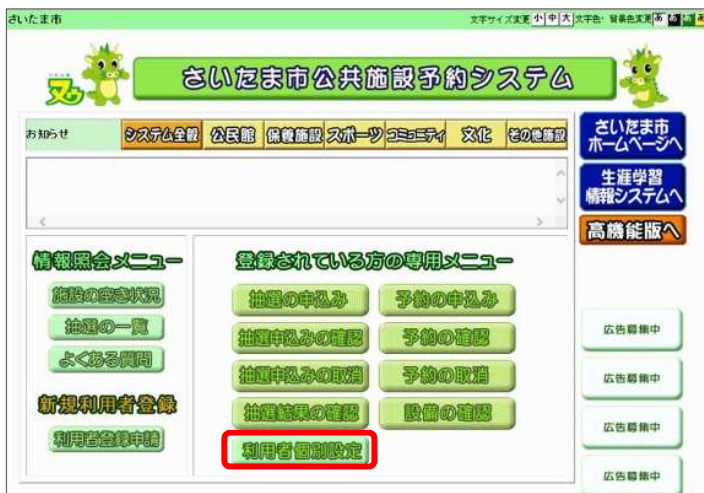 さいたま市
文字サイズ変更 小 中 大 文字色・背景色変更 あ あ あ あ
さいたま市公共施設予約システム
お知らせ システム全般 公民館 保養施設 スポーツ コミュニティ 文化 その他施設
さいたま市
ホームページへ
生涯学習
情報システムへ
高機能版へ
情報照会メニュー
施設の空き状況
抽選の一覧
よくある質問
新規利用者登録
利用者登録申請
登録されている方の専用メニュー
抽選の申込み 予約の申込み
抽選申込みの確認 予約の確認
抽選申込みの取消 予約の取消
抽選結果の確認 設備の確認
利用者個別設定
広告募集中
広告募集中
広告募集中
広告募集中